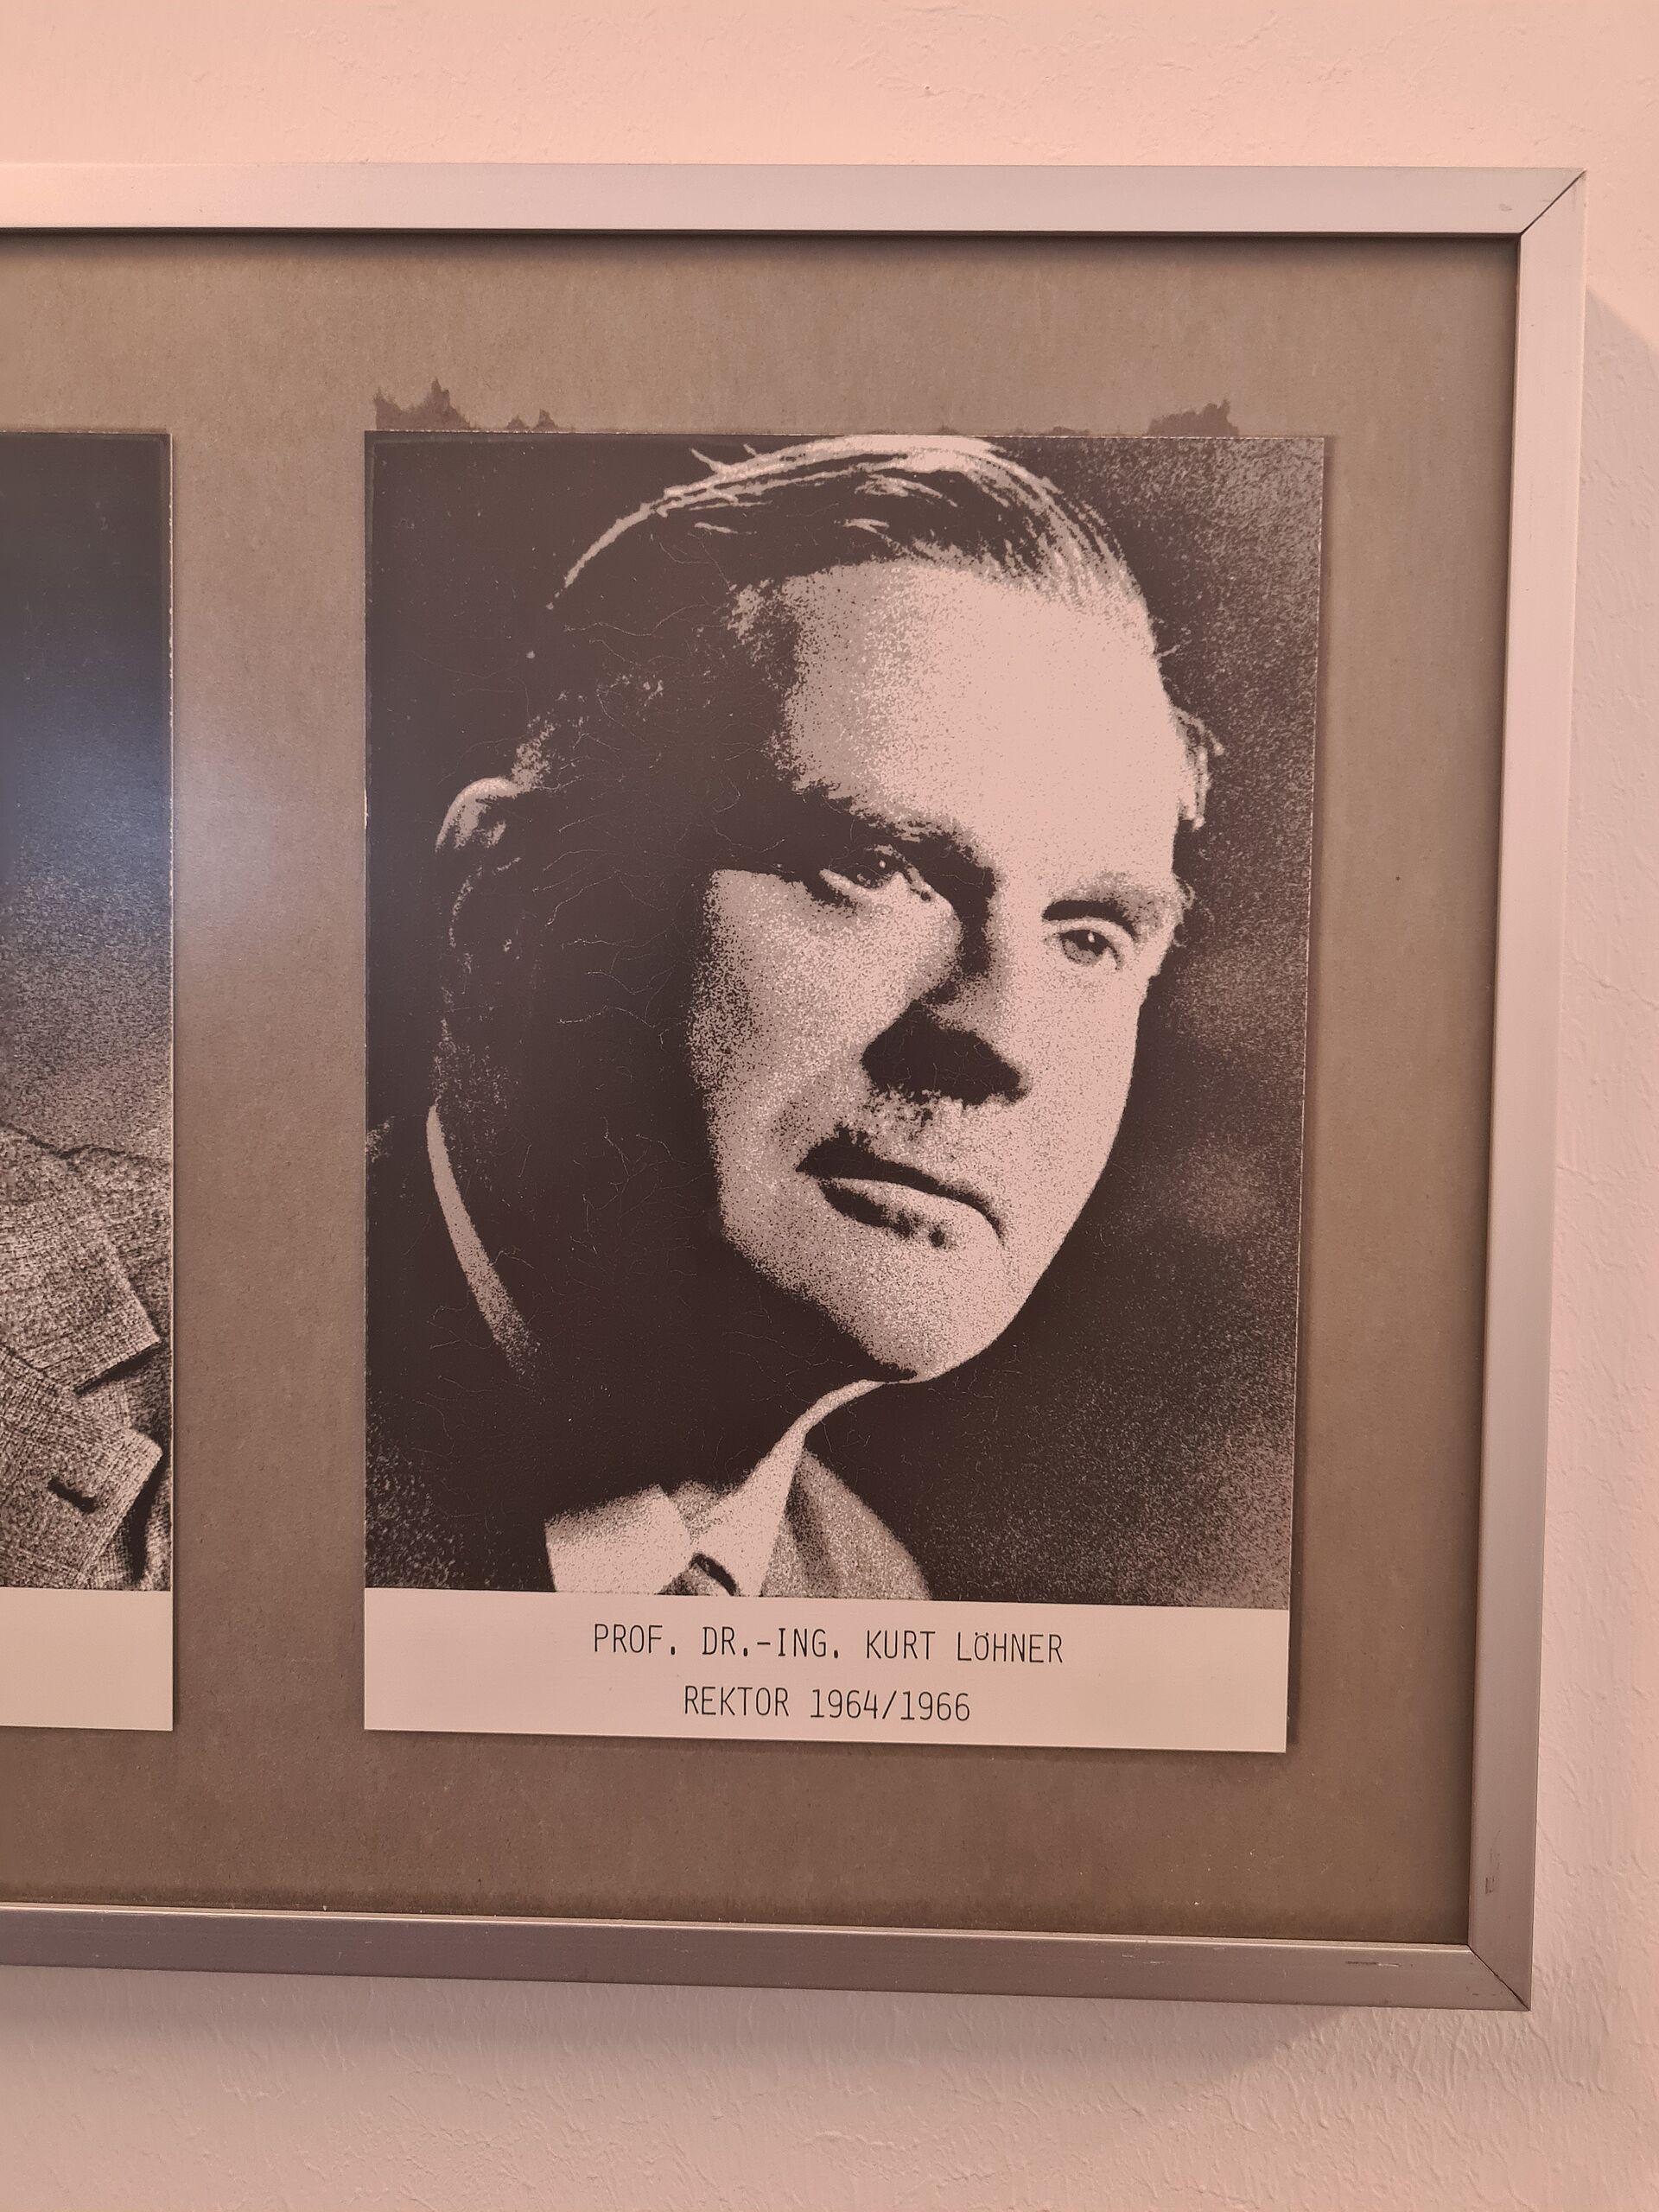 PROF. DR.-ING. KURT LÖHNER
REKTOR 1964/1966